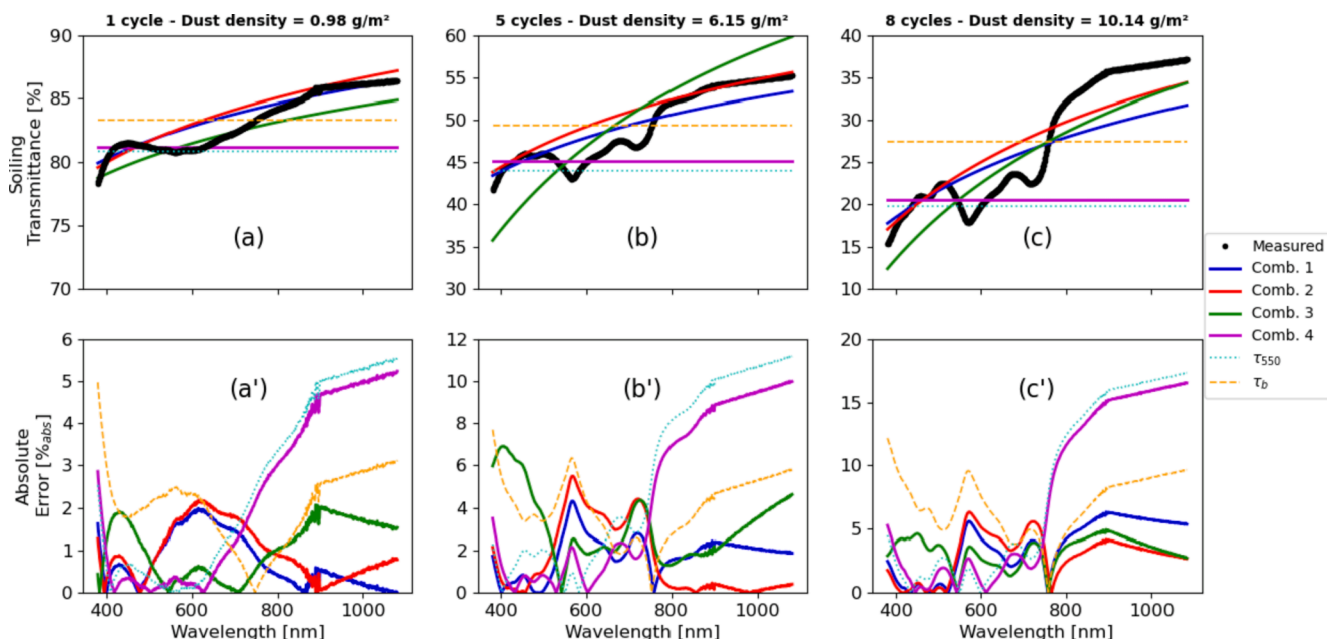 1 cycle - Dust density = 0.98 g/m²
5 cycles - Dust density = 6.15 g/m²
8 cycles - Dust density = 10.14 g/m²
Soiling
Transmittance [%]
90
85
80
75
70
(a)
60
55
50
45
40
35
30
(b)
40
35
30
25
20
15
10
(c)
Measured
Comb. 1
Comb. 2
Comb. 3
Comb. 4
τ550
τb
Absolute
Error [%abs]
6
5
4
3
2
1
0
(a')
400 600 800 1000
Wavelength [nm]
12
10
8
6
4
2
0
(b')
400 600 800 1000
Wavelength [nm]
20
15
10
5
0
(c')
400 600 800 1000
Wavelength [nm]